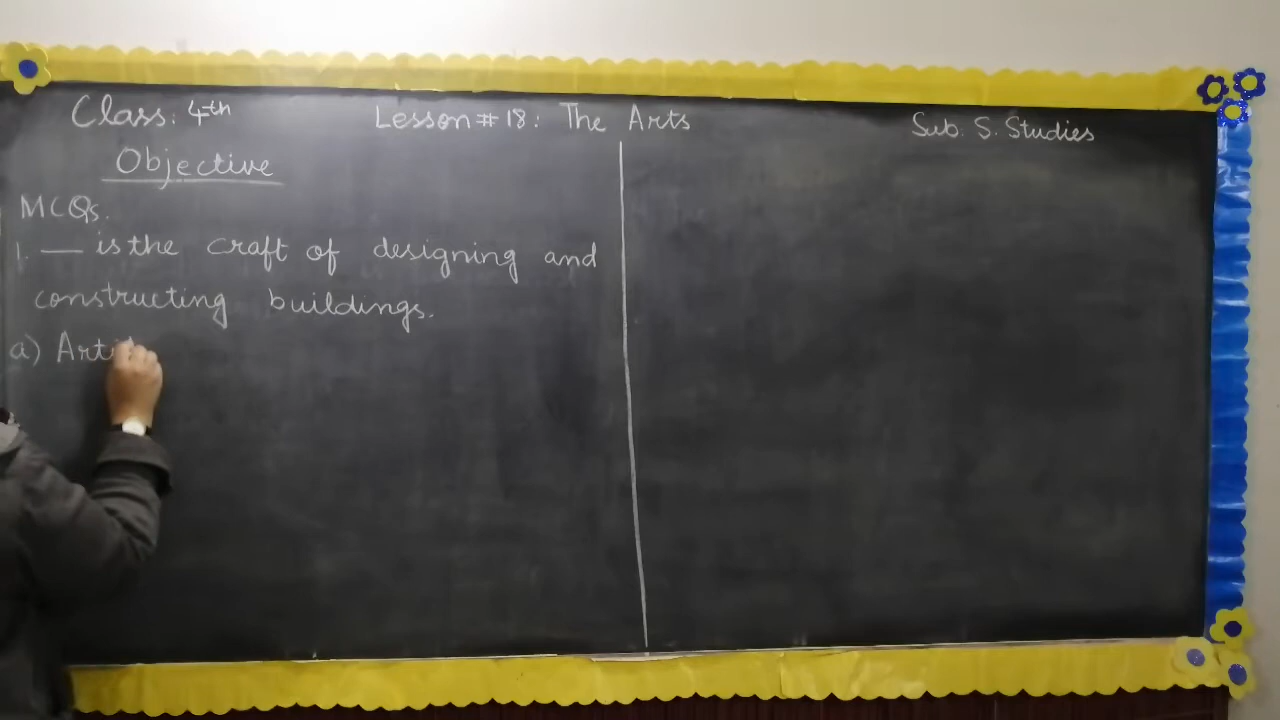 Class: 4th Lesson # 18: The Arts Sub. S. Studies
Objective
MCQs.
1. — is the craft of designing and
constructing buildings.
a)